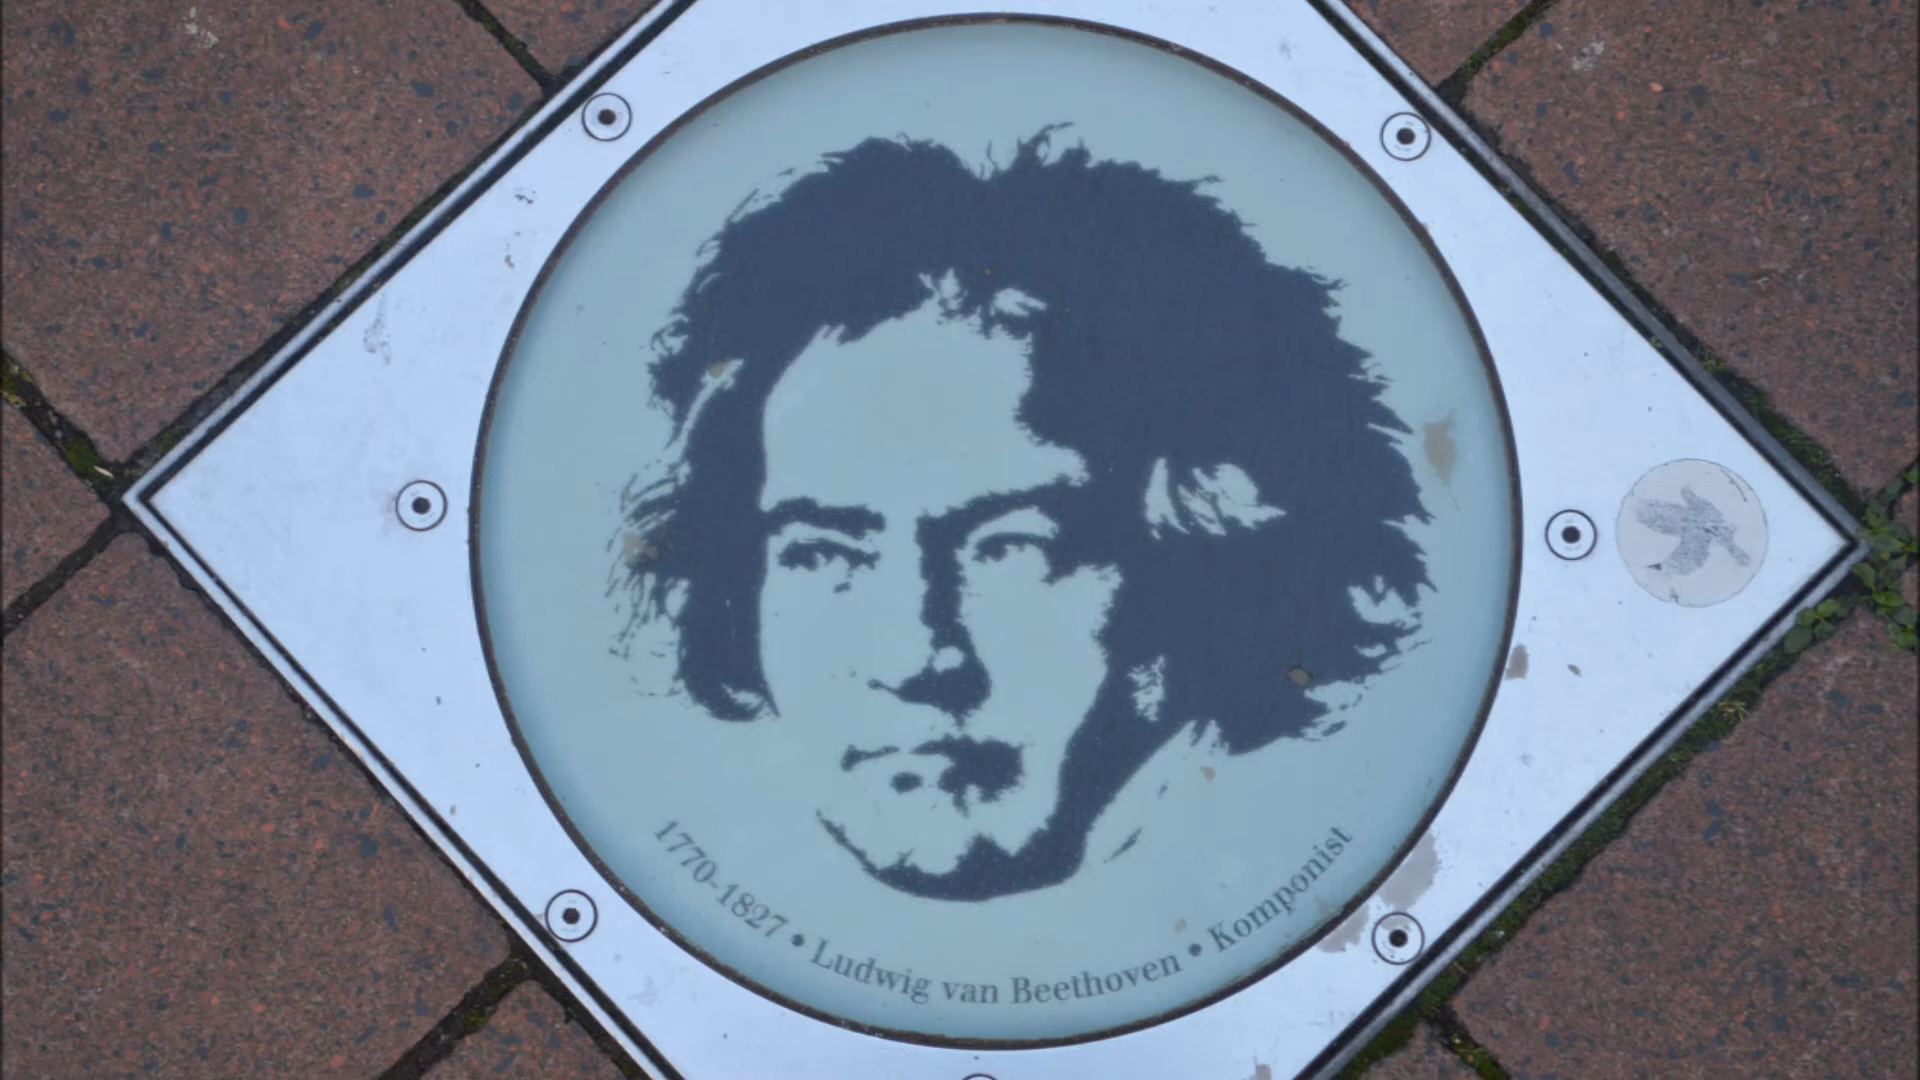 1770-1827 • Ludwig van Beethoven • Komponist